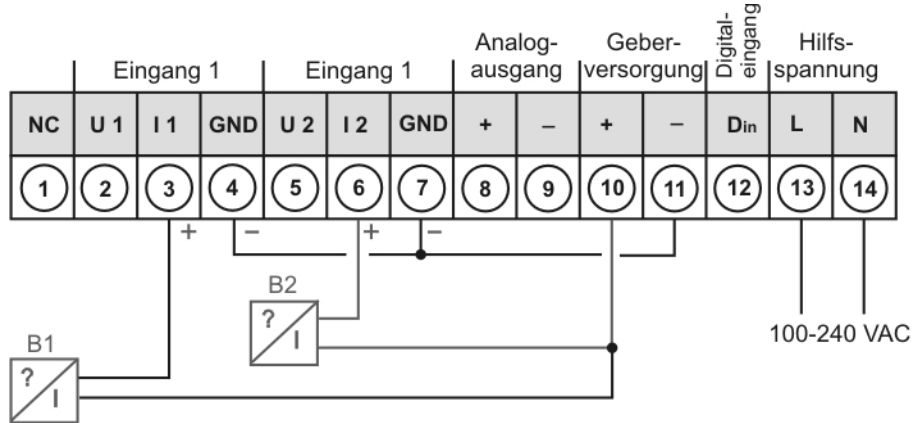 Analog- Geber- Digital- Hilfs-
Eingang 1 Eingang 1 ausgang versorgung eingang spannung
NC U 1 I 1 GND U 2 I 2 GND + – + – Din L N
1 2 3 4 5 6 7 8 9 10 11 12 13 14
+ – + –
B2
? I
100-240 VAC
B1
? I